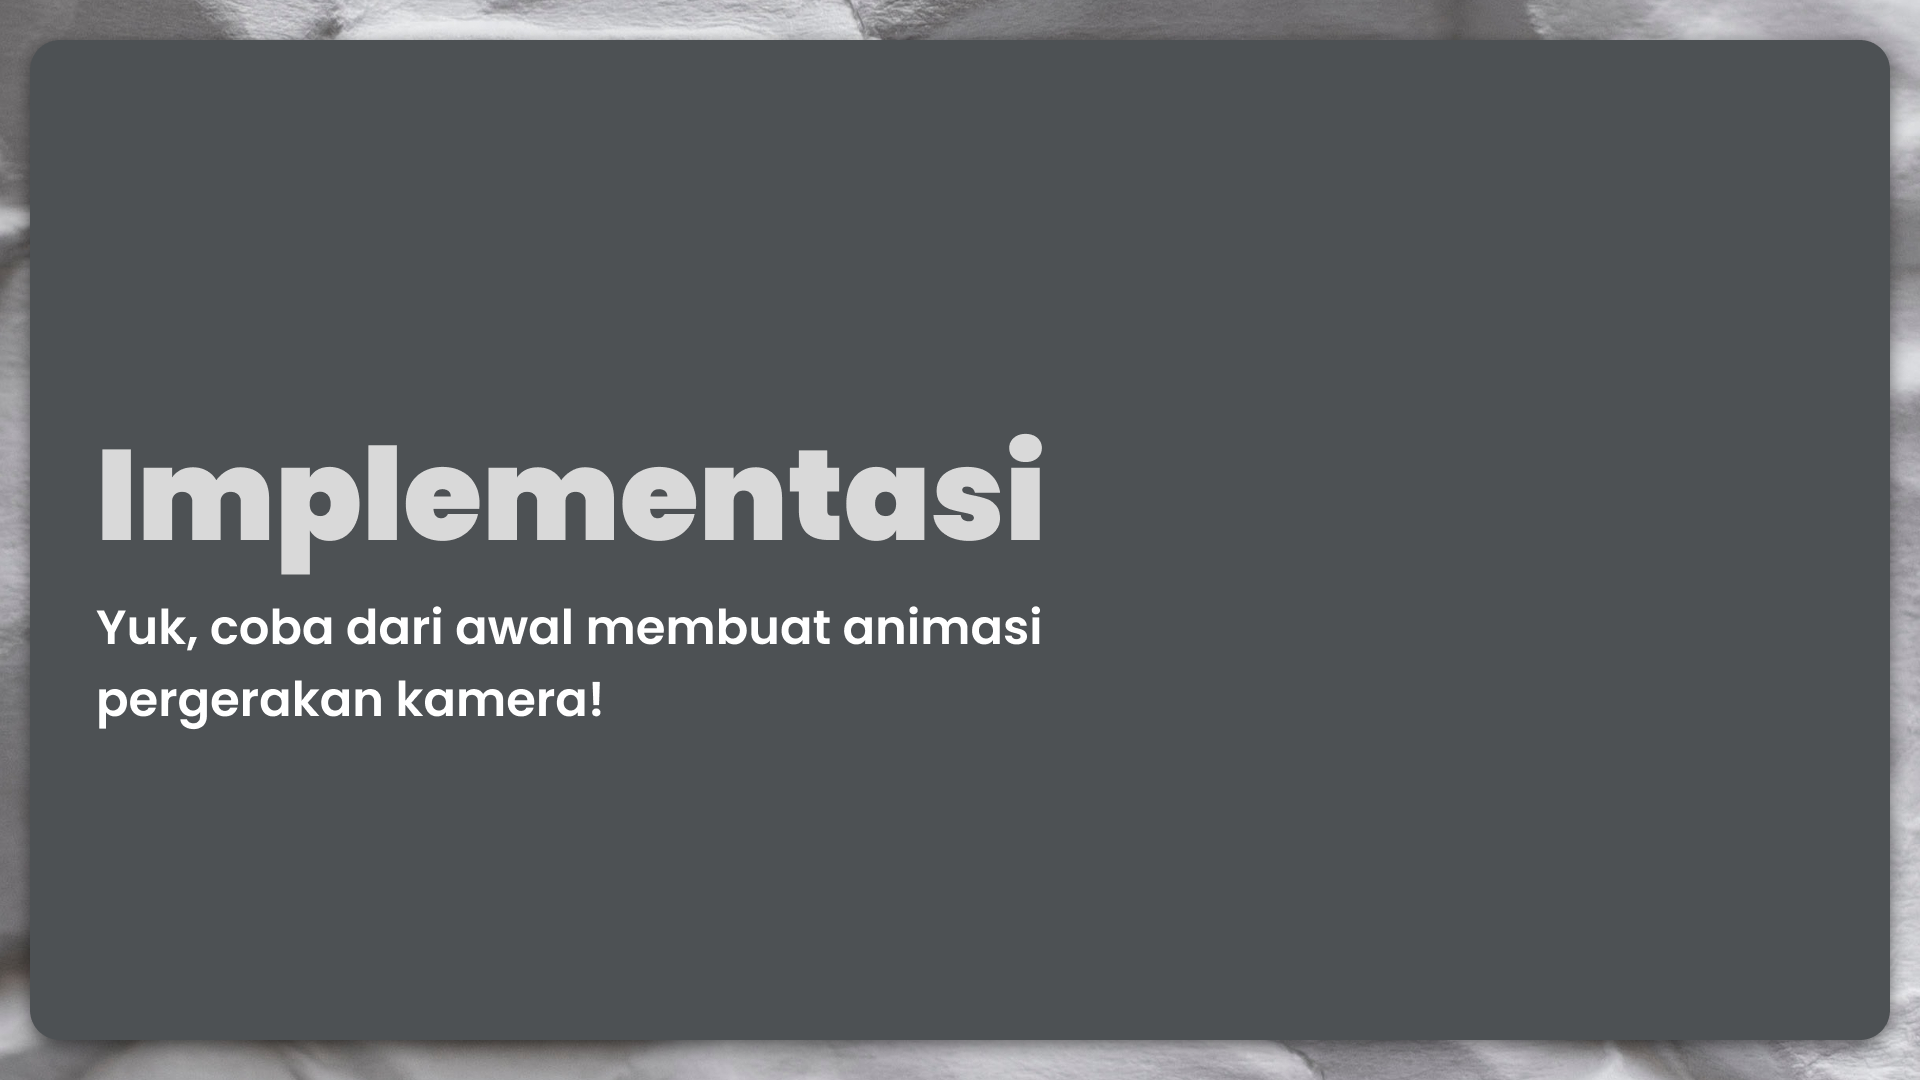 Implementasi
Yuk, coba dari awal membuat animasi
pergerakan kamera!